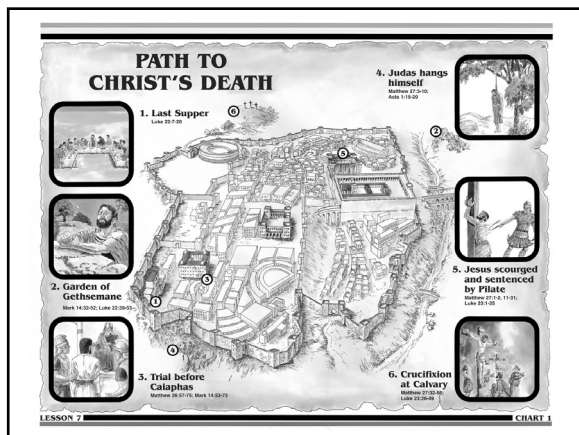 PATH TO
CHRIST'S DEATH
1. Last Supper
Luke 22:7-20
2. Garden of
Gethsemane
Mark 14:32-52; Luke 22:39-53
3. Trial before
Caiaphas
Matthew 26:57-75; Mark 14:53-72
4. Judas hangs
himself
Matthew 27:3-10;
Acts 1:15-20
5. Jesus scourged
and sentenced
by Pilate
Matthew 27:1-2, 11-31;
Luke 23:1-25
6. Crucifixion
at Calvary
Matthew 27:32-56;
Luke 23:26-49
6
2
5
3
1
4
LESSON 7
CHART 1